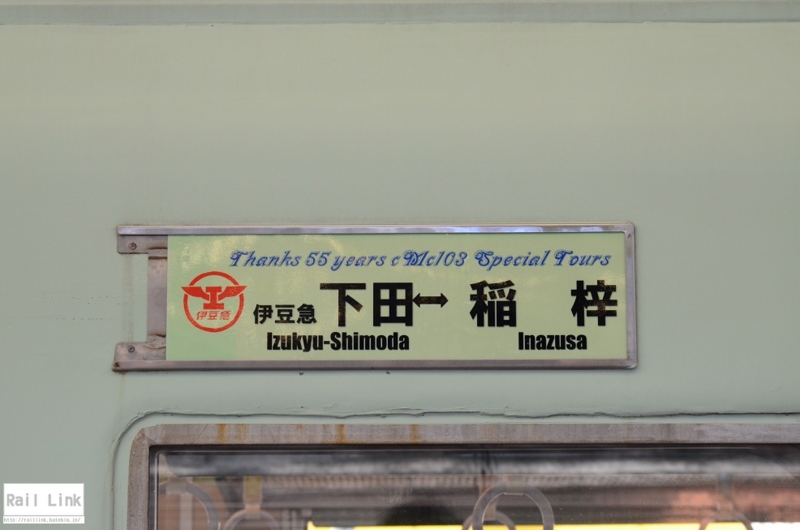 Thanks 55 years cMc103 Special Tours
伊豆急
伊豆急 下田↔稲 梓
Izukyu-Shimoda Inazusa
Rail Link